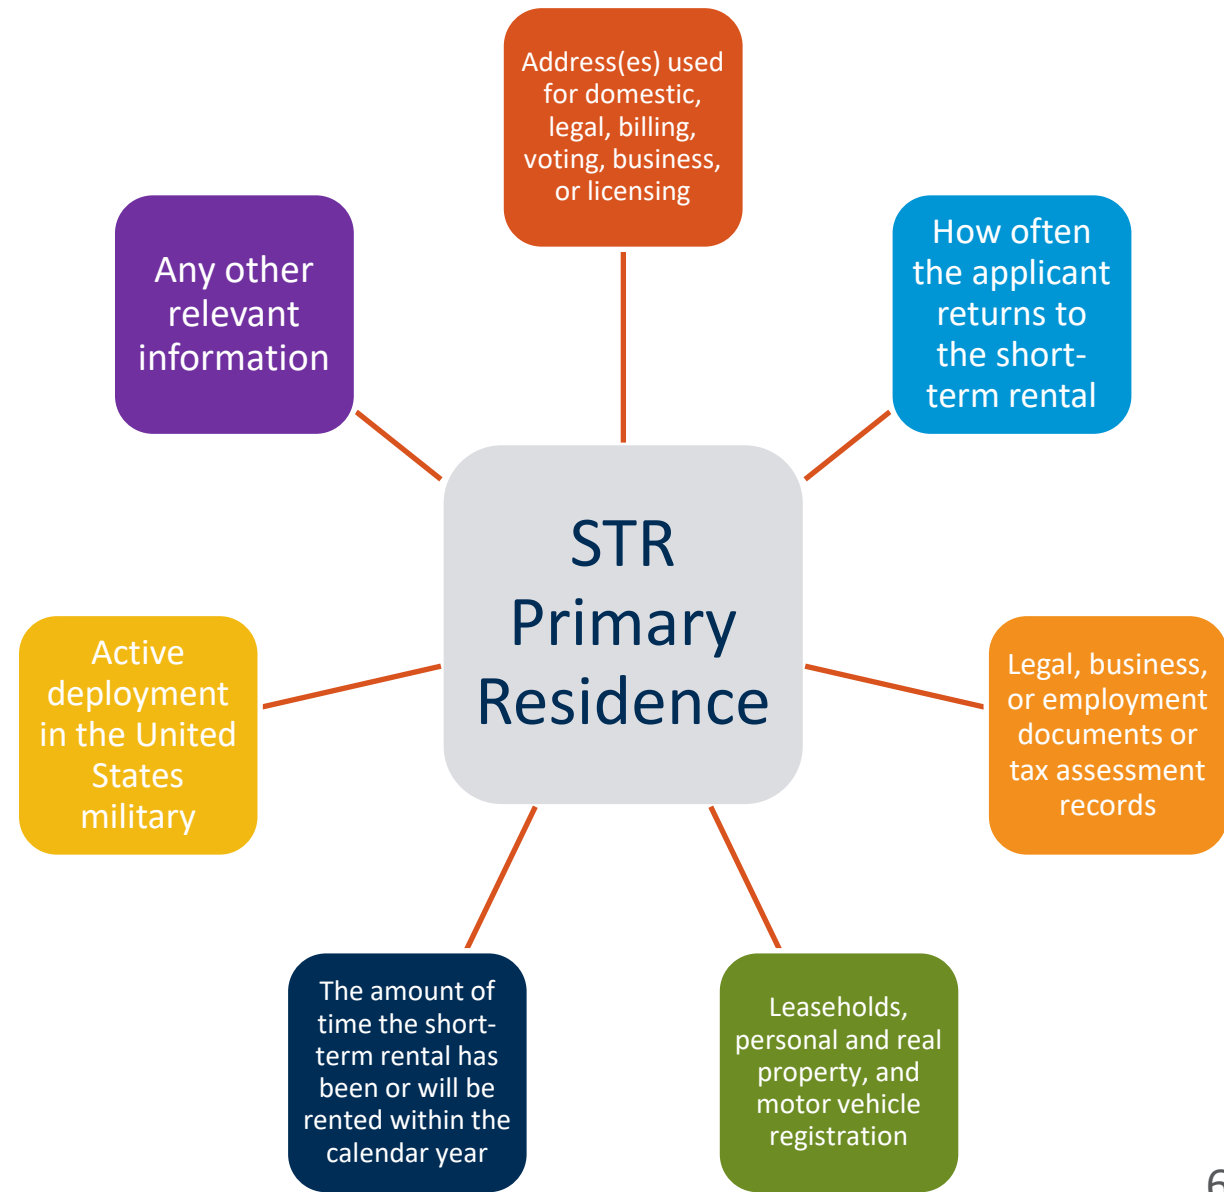 Address(es) used
for domestic,
legal, billing,
voting, business,
or licensing
How often
the applicant
returns to
the short-
term rental
Legal, business,
or employment
documents or
tax assessment
records
Leaseholds,
personal and real
property, and
motor vehicle
registration
The amount of
time the short-
term rental has
been or will be
rented within the
calendar year
Active
deployment
in the United
States
military
Any other
relevant
information
STR
Primary
Residence
6